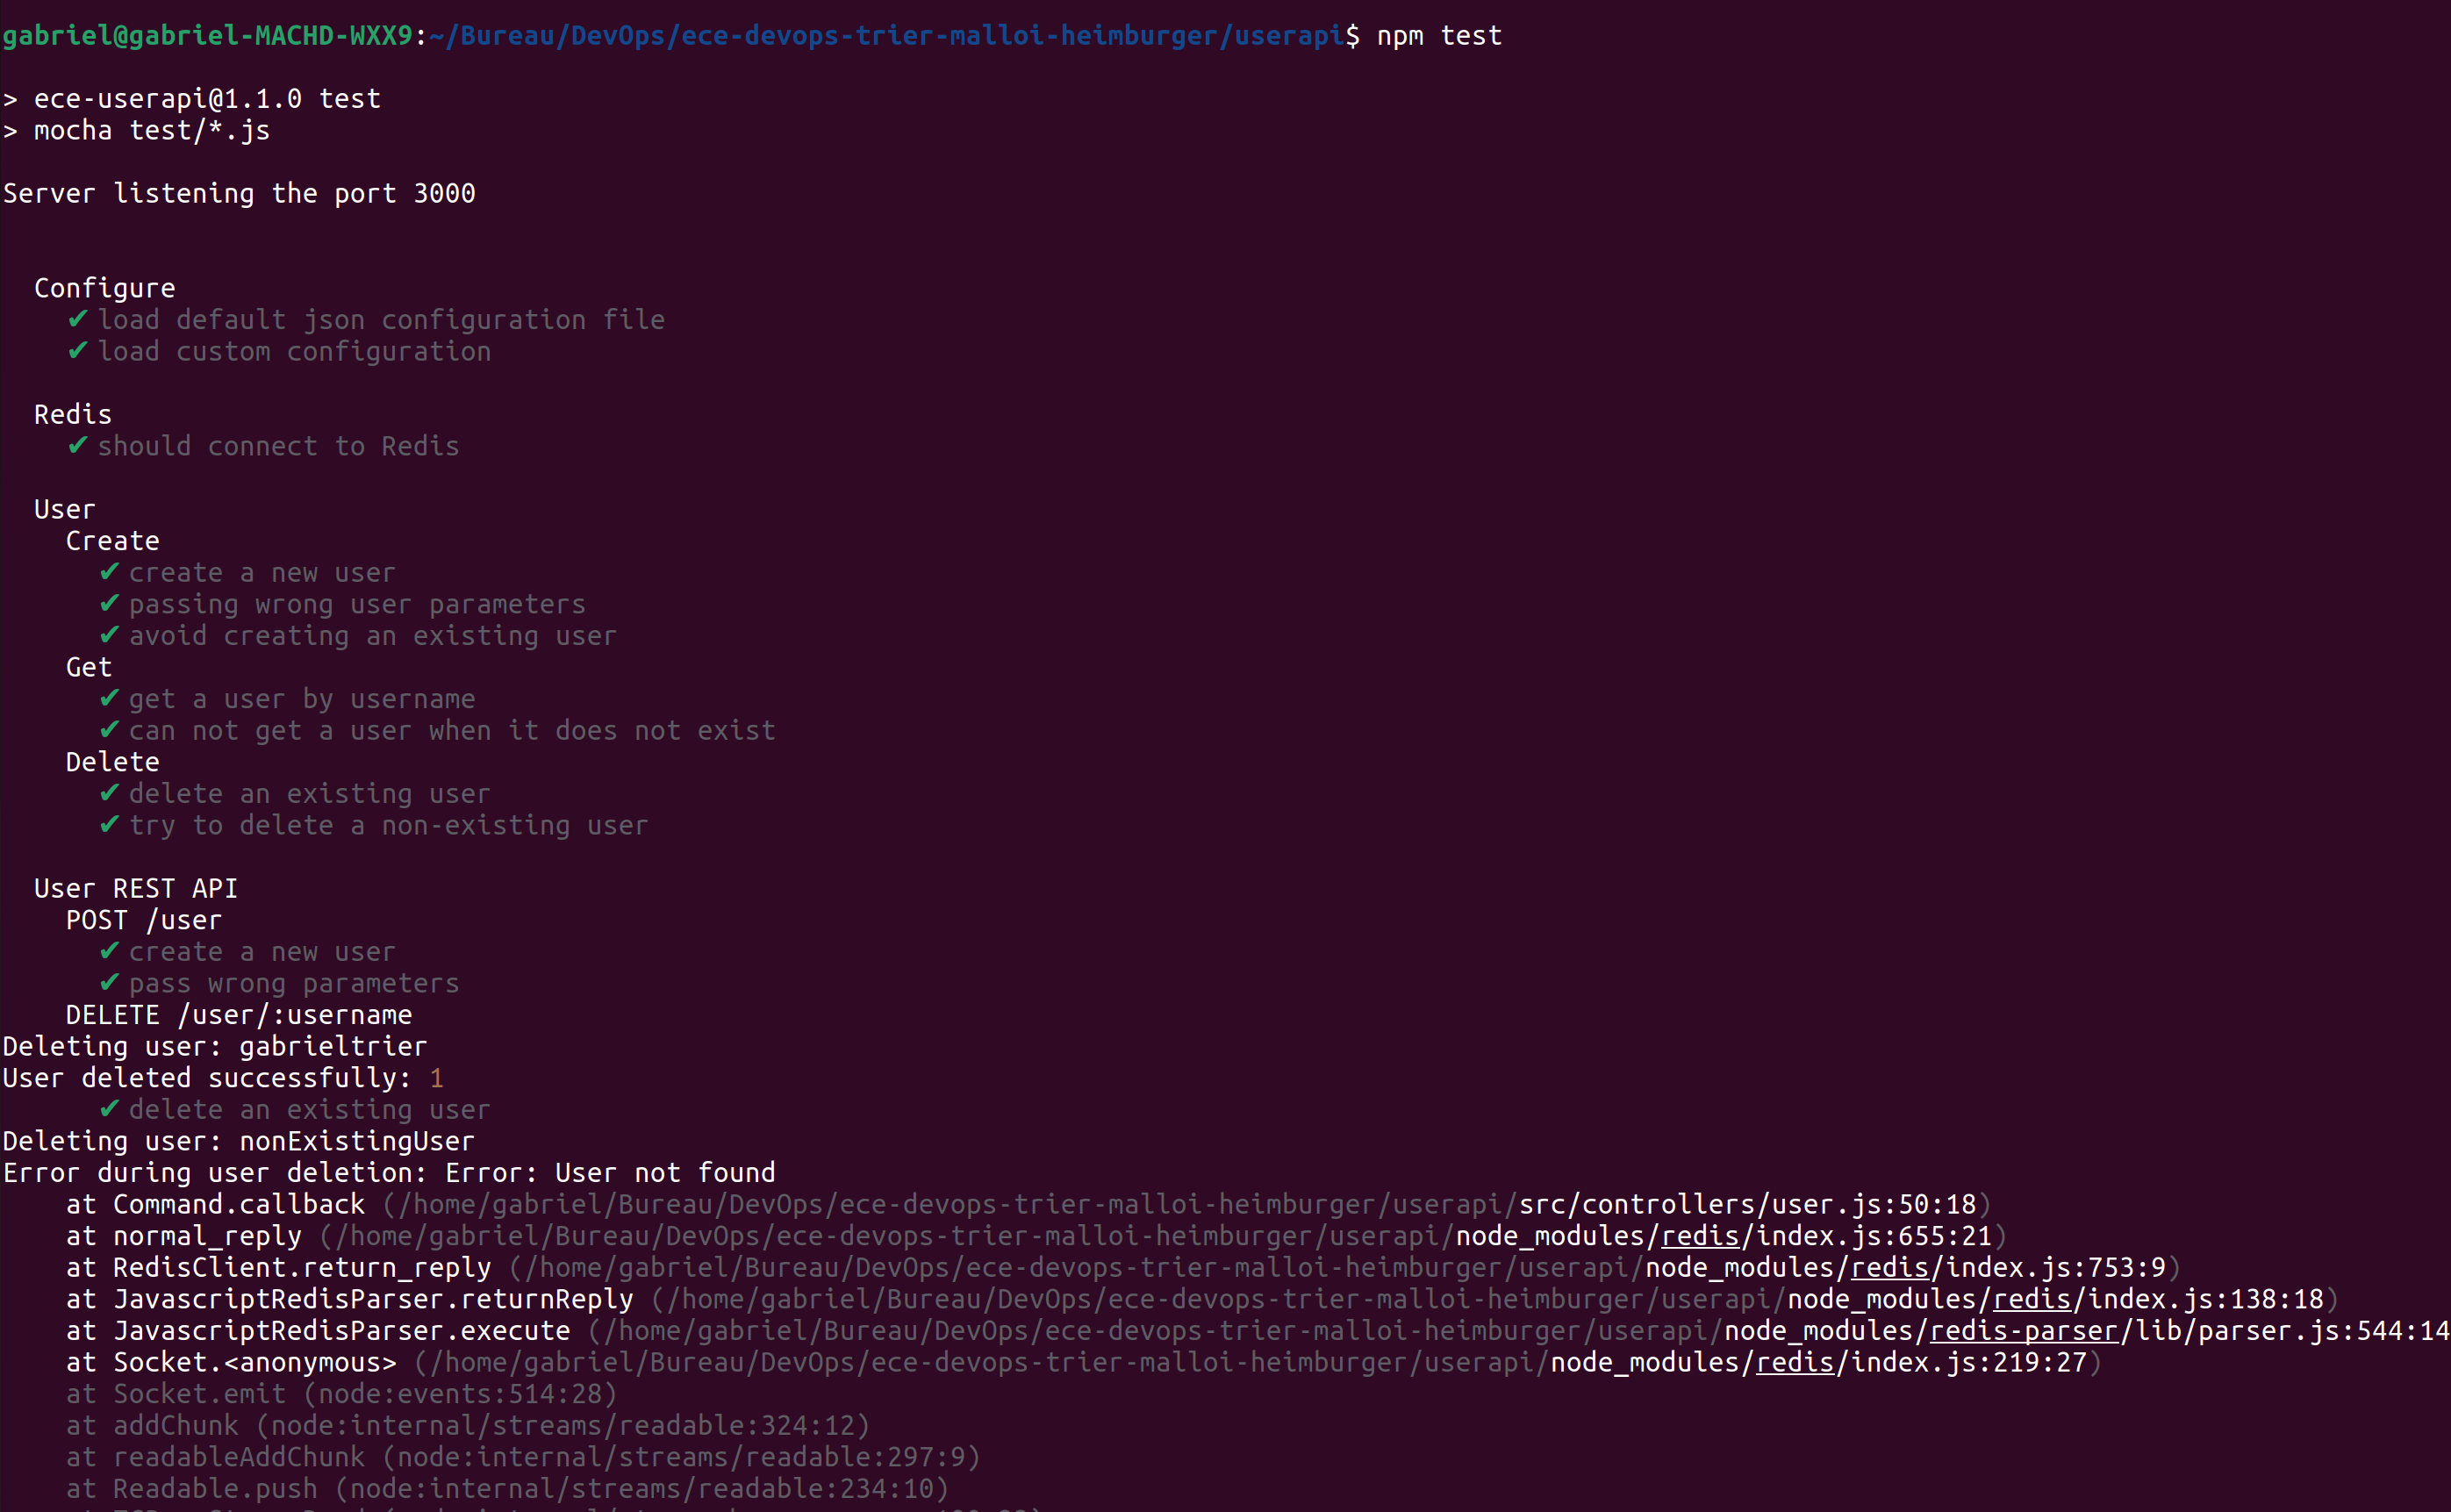 gabriel@gabriel-MACHD-WXX9:~/Bureau/DevOps/ece-devops-trier-malloi-heimburger/userapi$ npm test
> ece-userapi@1.1.0 test
> mocha test/*.js
Server listening the port 3000
Configure
✔ load default json configuration file
✔ load custom configuration
Redis
✔ should connect to Redis
User
Create
✔ create a new user
✔ passing wrong user parameters
✔ avoid creating an existing user
Get
✔ get a user by username
✔ can not get a user when it does not exist
Delete
✔ delete an existing user
✔ try to delete a non-existing user
User REST API
POST /user
✔ create a new user
✔ pass wrong parameters
DELETE /user/:username
Deleting user: gabrieltrier
User deleted successfully: 1
✔ delete an existing user
Deleting user: nonExistingUser
Error during user deletion: Error: User not found
at Command.callback (/home/gabriel/Bureau/DevOps/ece-devops-trier-malloi-heimburger/userapi/src/controllers/user.js:50:18)
at normal_reply (/home/gabriel/Bureau/DevOps/ece-devops-trier-malloi-heimburger/userapi/node_modules/redis/index.js:655:21)
at RedisClient.return_reply (/home/gabriel/Bureau/DevOps/ece-devops-trier-malloi-heimburger/userapi/node_modules/redis/index.js:753:9)
at JavascriptRedisParser.returnReply (/home/gabriel/Bureau/DevOps/ece-devops-trier-malloi-heimburger/userapi/node_modules/redis/index.js:138:18)
at JavascriptRedisParser.execute (/home/gabriel/Bureau/DevOps/ece-devops-trier-malloi-heimburger/userapi/node_modules/redis-parser/lib/parser.js:544:14
at Socket.<anonymous> (/home/gabriel/Bureau/DevOps/ece-devops-trier-malloi-heimburger/userapi/node_modules/redis/index.js:219:27)
at Socket.emit (node:events:514:28)
at addChunk (node:internal/streams/readable:324:12)
at readableAddChunk (node:internal/streams/readable:297:9)
at Readable.push (node:internal/streams/readable:234:10)